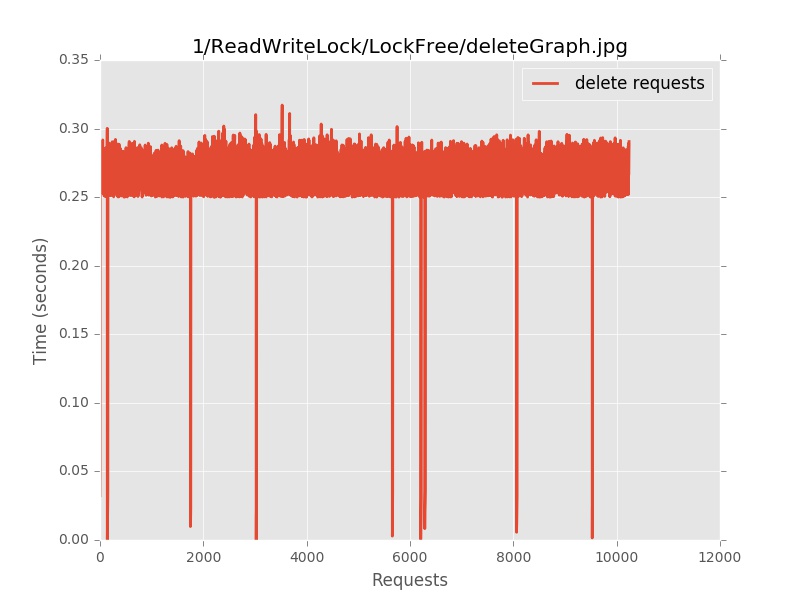 1/ReadWriteLock/LockFree/deleteGraph.jpg
delete requests
0.35
0.30
0.25
0.20
0.15
0.10
0.05
0.00
Time (seconds)
0 2000 4000 6000 8000 10000 12000
Requests